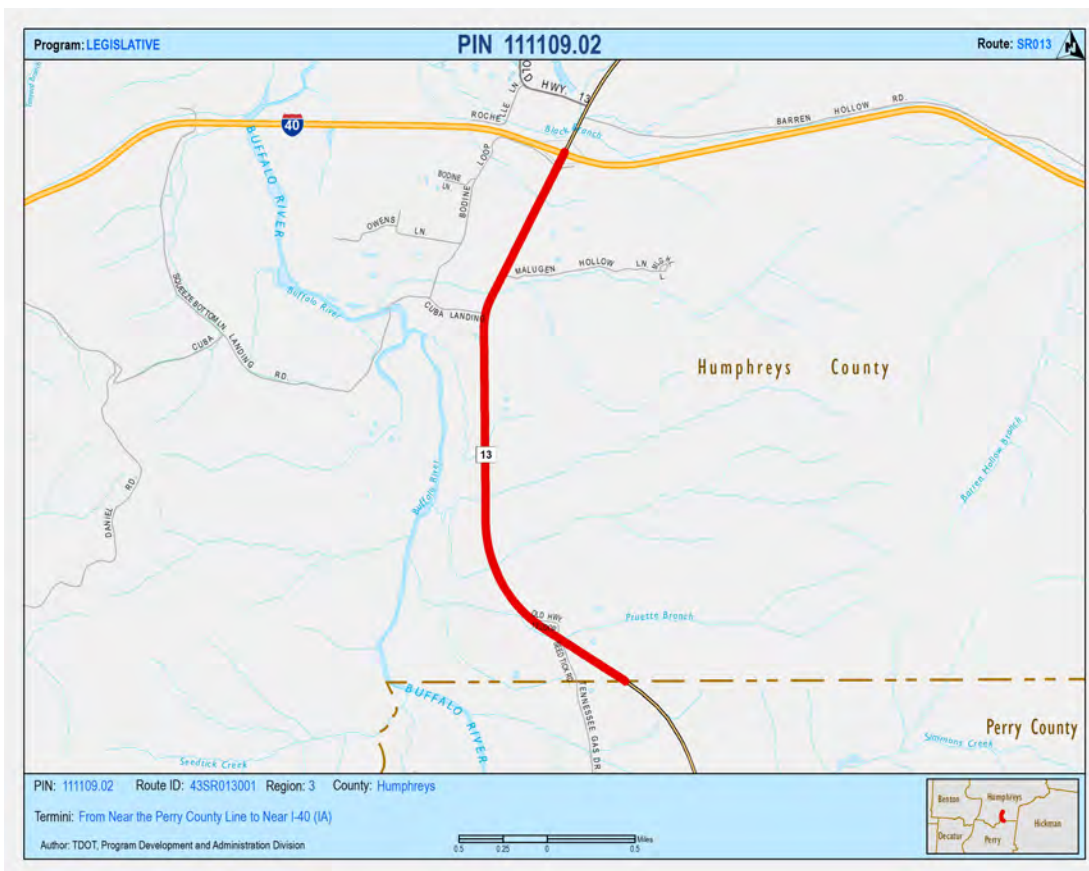 Program: LEGISLATIVE
PIN 111109.02
Route: SR013
OLD
HWY. 13
ROCHELLE LN
Black Branch
BARREN HOLLOW RD.
40
BUFFALO RIVER
BODINE LOOP
BODINE LN.
OWENS LN.
MALUGEN HOLLOW LN
Buffalo River
CUBA LANDING
SQUEEZE BOTTOM LN.
CUBA LANDING RD.
Humphreys County
13
Buffalo River
Barren Hollow Branch
DANIEL RD.
OLD HWY
Pruette Branch
SEEDTICK RD.
TENNESSEE GAS DR.
BUFFALO RIVER
Perry County
Simmons Creek
Seedtick Creek
PIN: 111109.02 Route ID: 43SR013001 Region: 3 County: Humphreys
Termini: From Near the Perry County Line to Near I-40 (IA)
Author: TDOT, Program Development and Administration Division
0.5 0.25 0 0.5 Miles
Benton Humphreys
Hickman
Decatur Perry